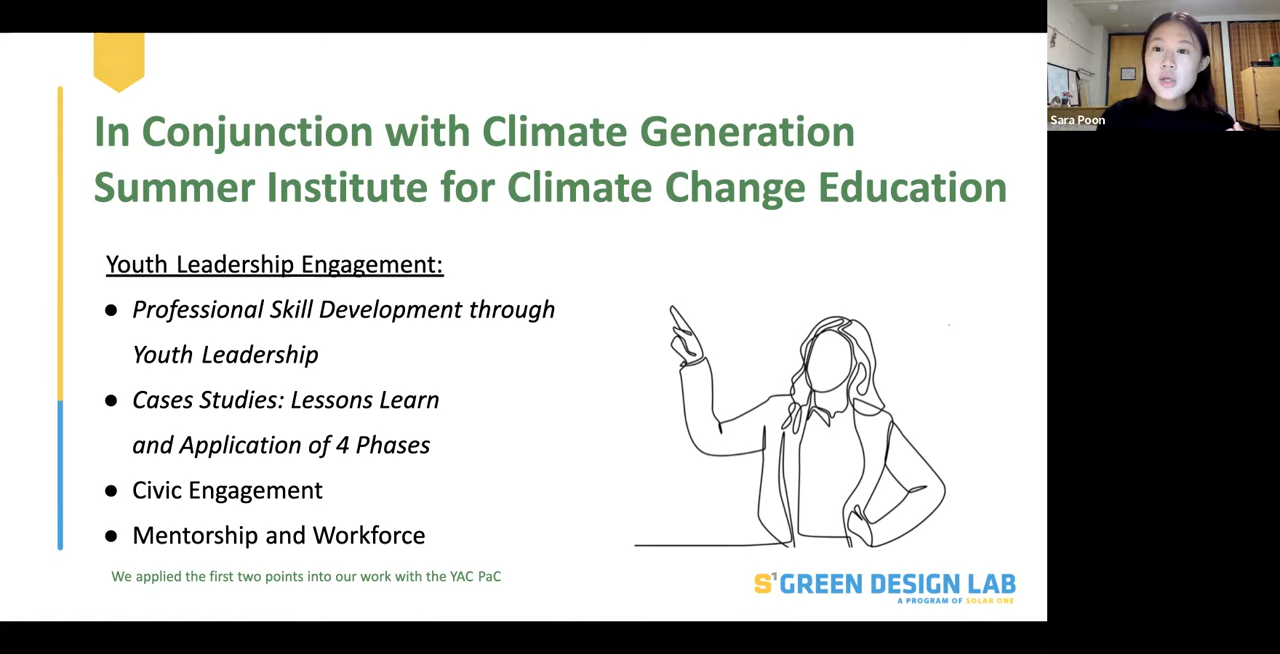 In Conjunction with Climate Generation
Summer Institute for Climate Change Education
Youth Leadership Engagement:
● Professional Skill Development through
Youth Leadership
● Cases Studies: Lessons Learn
and Application of 4 Phases
● Civic Engagement
● Mentorship and Workforce
We applied the first two points into our work with the YAC PaC
S¹ GREEN DESIGN LAB
A PROGRAM OF SOLAR ONE
Sara Poon